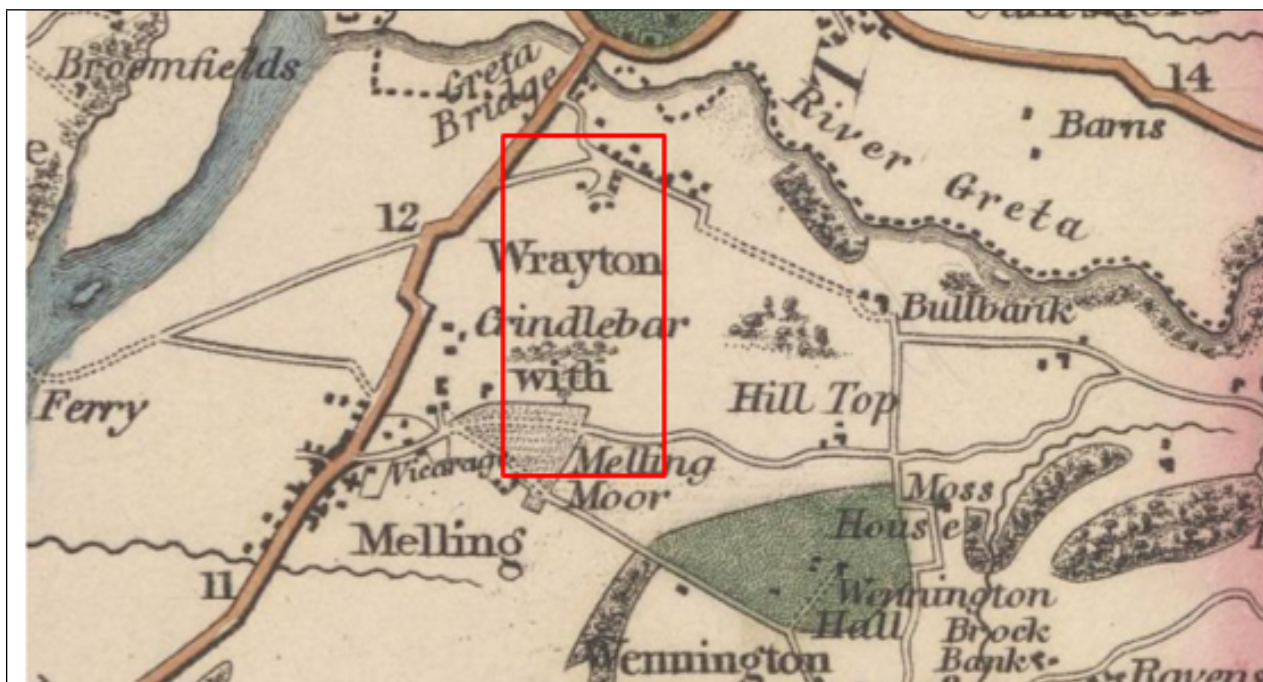 Broomfields
Greta
Bridge
14
River Greta
Barns
12
Wrayton
Crindlebar
with
Bullbank
Ferry
Hill Top
Vicarage
Melling
Moor
Moss
House
Melling
11
Wennington
Hall
Brock
Bank
Wennington